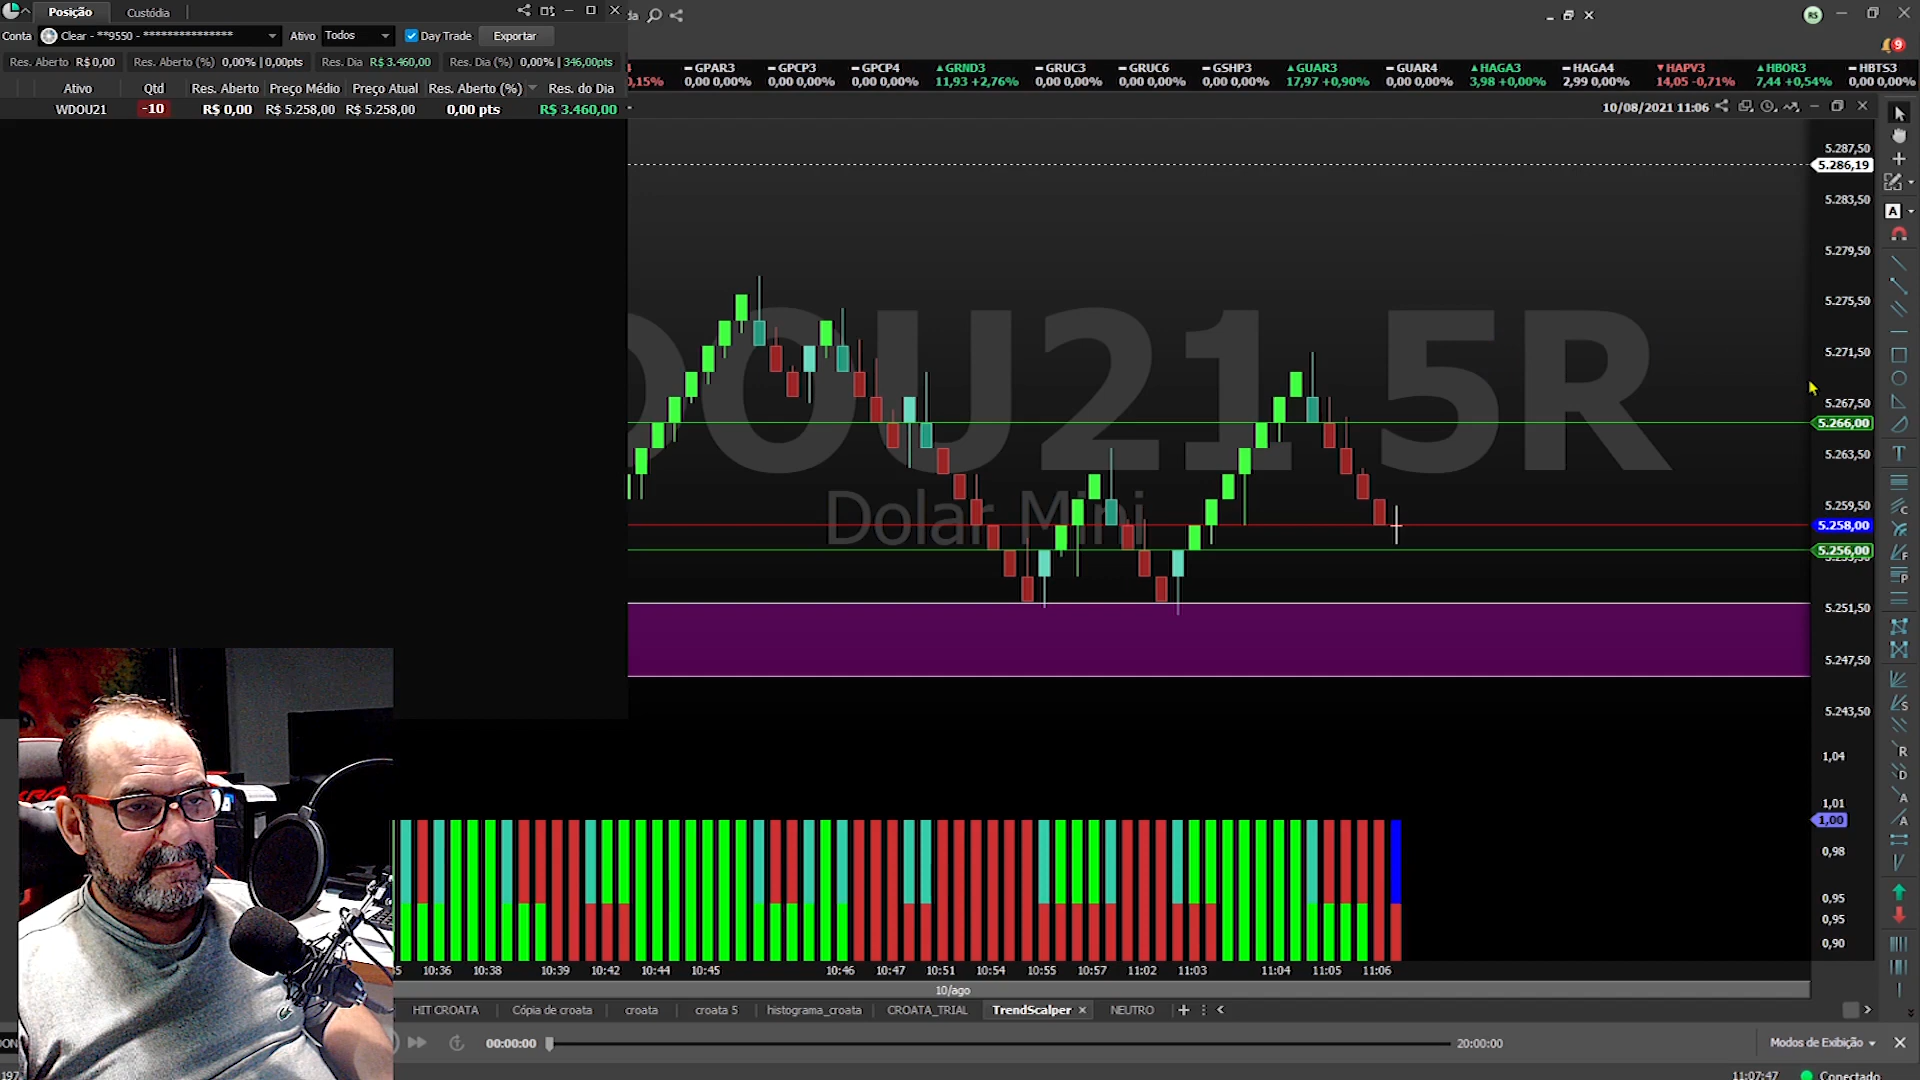 Posição Custódia
Conta Clear - **9550 - *************** Ativo Todos Day Trade Exportar
Res. Aberto R$ 0,00 Res. Aberto (%) 0,00% | 0,00pts Res. Dia R$ 3.460,00 Res. Dia (%) 0,00% | 346,00pts
Ativo Qtd Res. Aberto Preço Médio Preço Atual Res. Aberto (%) Res. do Dia
WDOU21 -10 R$ 0,00 R$ 5.258,00 R$ 5.258,00 0,00 pts R$ 3.460,00
RS
9
GPAR3 GPCP3 GPCP4 GRND3 GRUC3 GRUC6 GSHP3 GUAR3 GUAR4 HAGA3 HAGA4 HAPV3 HBOR3 HBTS3
0,15% 0,00 0,00% 0,00 0,00% 0,00 0,00% 11,93 +2,76% 0,00 0,00% 0,00 0,00% 0,00 0,00% 17,97 +0,90% 0,00 0,00% 3,98 +0,00% 2,99 0,00% 14,05 -0,71% 7,44 +0,54% 0,00 0,00%
10/08/2021 11:06
5.287,50
5.286,19
5.283,50
5.279,50
5.275,50
5.271,50
5.267,50
5.266,00
5.263,50
5.259,50
5.258,00
5.256,00
5.251,50
5.247,50
5.243,50
DOU21 5R
Dolar Mini
1,04
1,01
1,00
0,98
0,95
0,95
0,90
10:36 10:38 10:39 10:42 10:44 10:45 10:46 10:47 10:51 10:54 10:55 10:57 11:02 11:03 11:04 11:05 11:06
10/ago
HIT CROATA Cópia de croata croata croata 5 histograma_croata CROATA_TRIAL TrendScalper NEUTRO
00:00:00 20:00:00 Modos de Exibição
11:07:47 Conectado